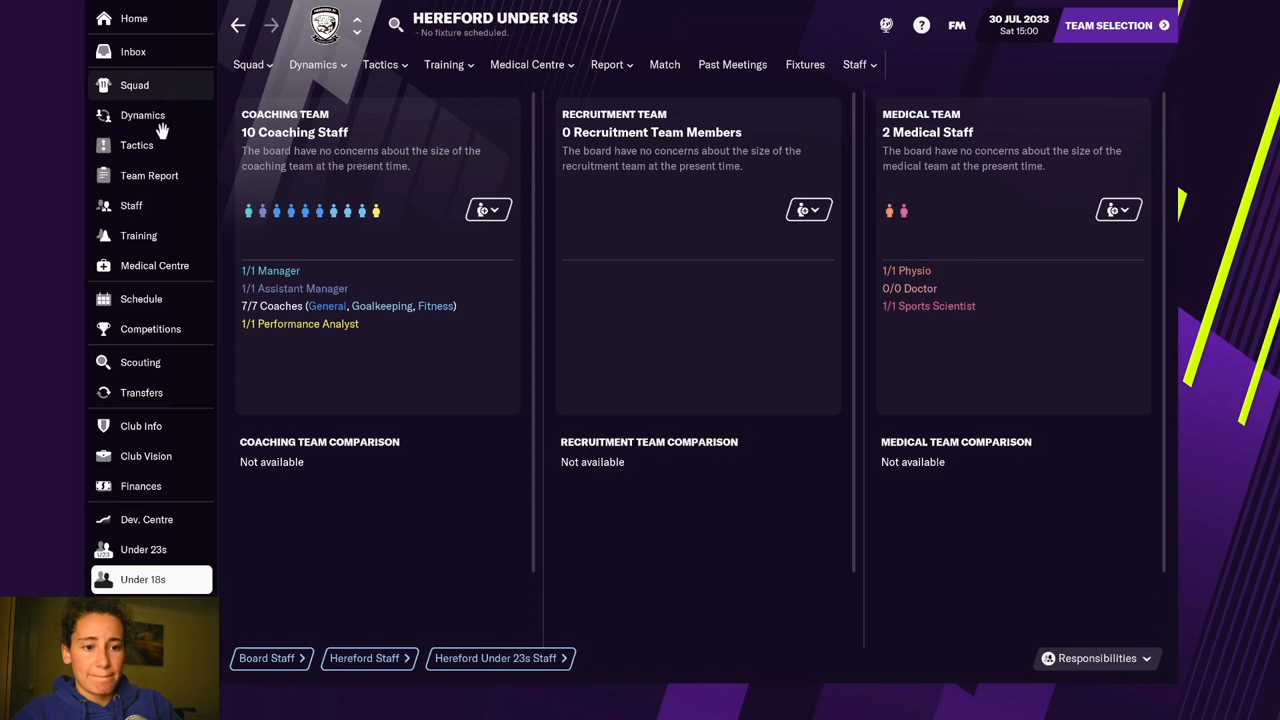 Home
Inbox
Squad
Dynamics
Tactics
Team Report
Staff
Training
Medical Centre
Schedule
Competitions
Scouting
Transfers
Club Info
Club Vision
Finances
Dev. Centre
U23
Under 23s
Under 18s
HEREFORD UNDER 18S
- No fixture scheduled.
?
FM
30 JUL 2033
Sat 15:00
TEAM SELECTION
Squad
Dynamics
Tactics
Training
Medical Centre
Report
Match
Past Meetings
Fixtures
Staff
COACHING TEAM
10 Coaching Staff
The board have no concerns about the size of the
coaching team at the present time.
1/1 Manager
1/1 Assistant Manager
7/7 Coaches (General, Goalkeeping, Fitness)
1/1 Performance Analyst
RECRUITMENT TEAM
0 Recruitment Team Members
The board have no concerns about the size of the
recruitment team at the present time.
MEDICAL TEAM
2 Medical Staff
The board have no concerns about the size of the
medical team at the present time.
1/1 Physio
0/0 Doctor
1/1 Sports Scientist
COACHING TEAM COMPARISON
Not available
RECRUITMENT TEAM COMPARISON
Not available
MEDICAL TEAM COMPARISON
Not available
Board Staff
Hereford Staff
Hereford Under 23s Staff
Responsibilities